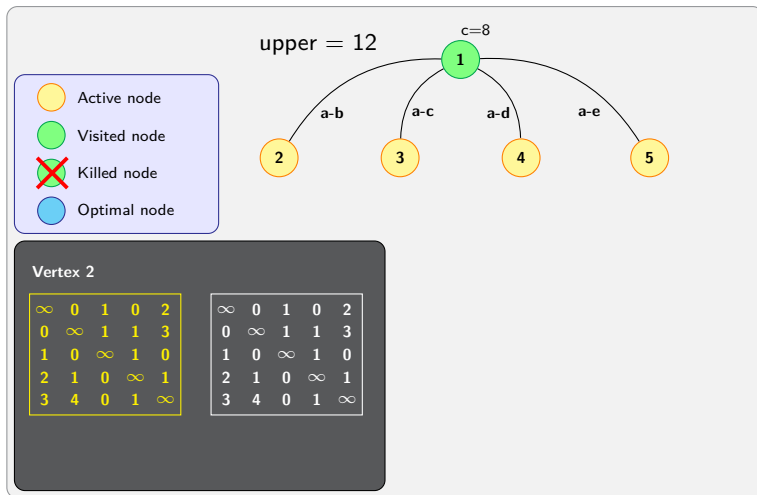 c=8
upper = 12
1
a-b
a-c
a-d
a-e
2
3
4
5
Active node
Visited node
Killed node
Optimal node
Vertex 2
∞ 0 1 0 2
0 ∞ 1 1 3
1 0 ∞ 1 0
2 1 0 ∞ 1
3 4 0 1 ∞
∞ 0 1 0 2
0 ∞ 1 1 3
1 0 ∞ 1 0
2 1 0 ∞ 1
3 4 0 1 ∞